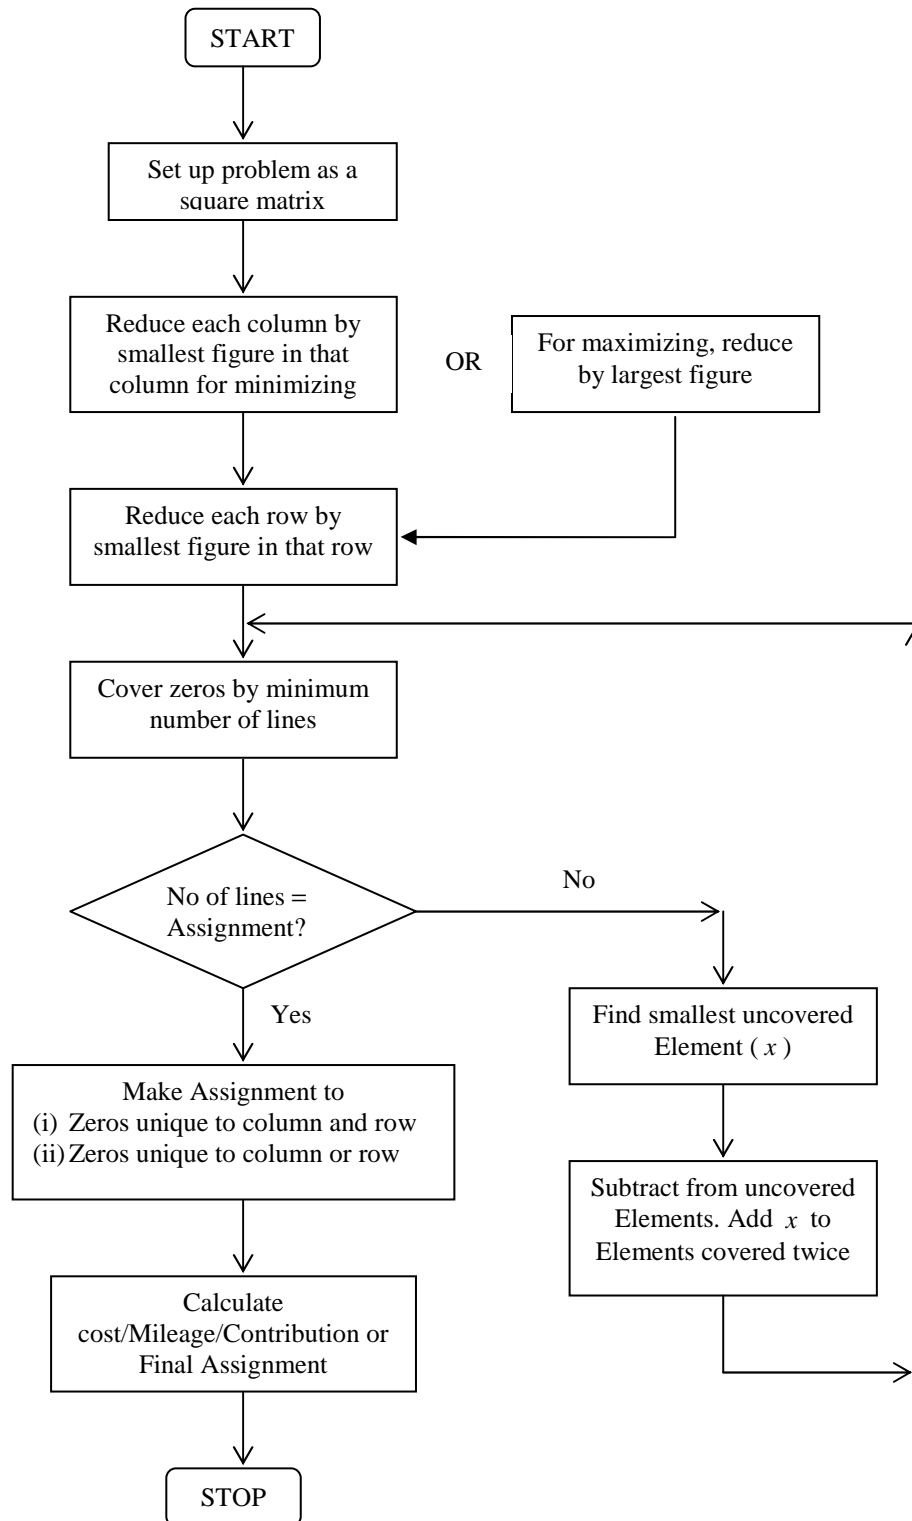 START
Set up problem as a
square matrix
Reduce each column by
smallest figure in that
column for minimizing
OR
For maximizing, reduce
by largest figure
Reduce each row by
smallest figure in that row
Cover zeros by minimum
number of lines
No of lines =
Assignment?
No
Yes
Find smallest uncovered
Element ( x )
Make Assignment to
(i) Zeros unique to column and row
(ii) Zeros unique to column or row
Subtract from uncovered
Elements. Add x to
Elements covered twice
Calculate
cost/Mileage/Contribution or
Final Assignment
STOP